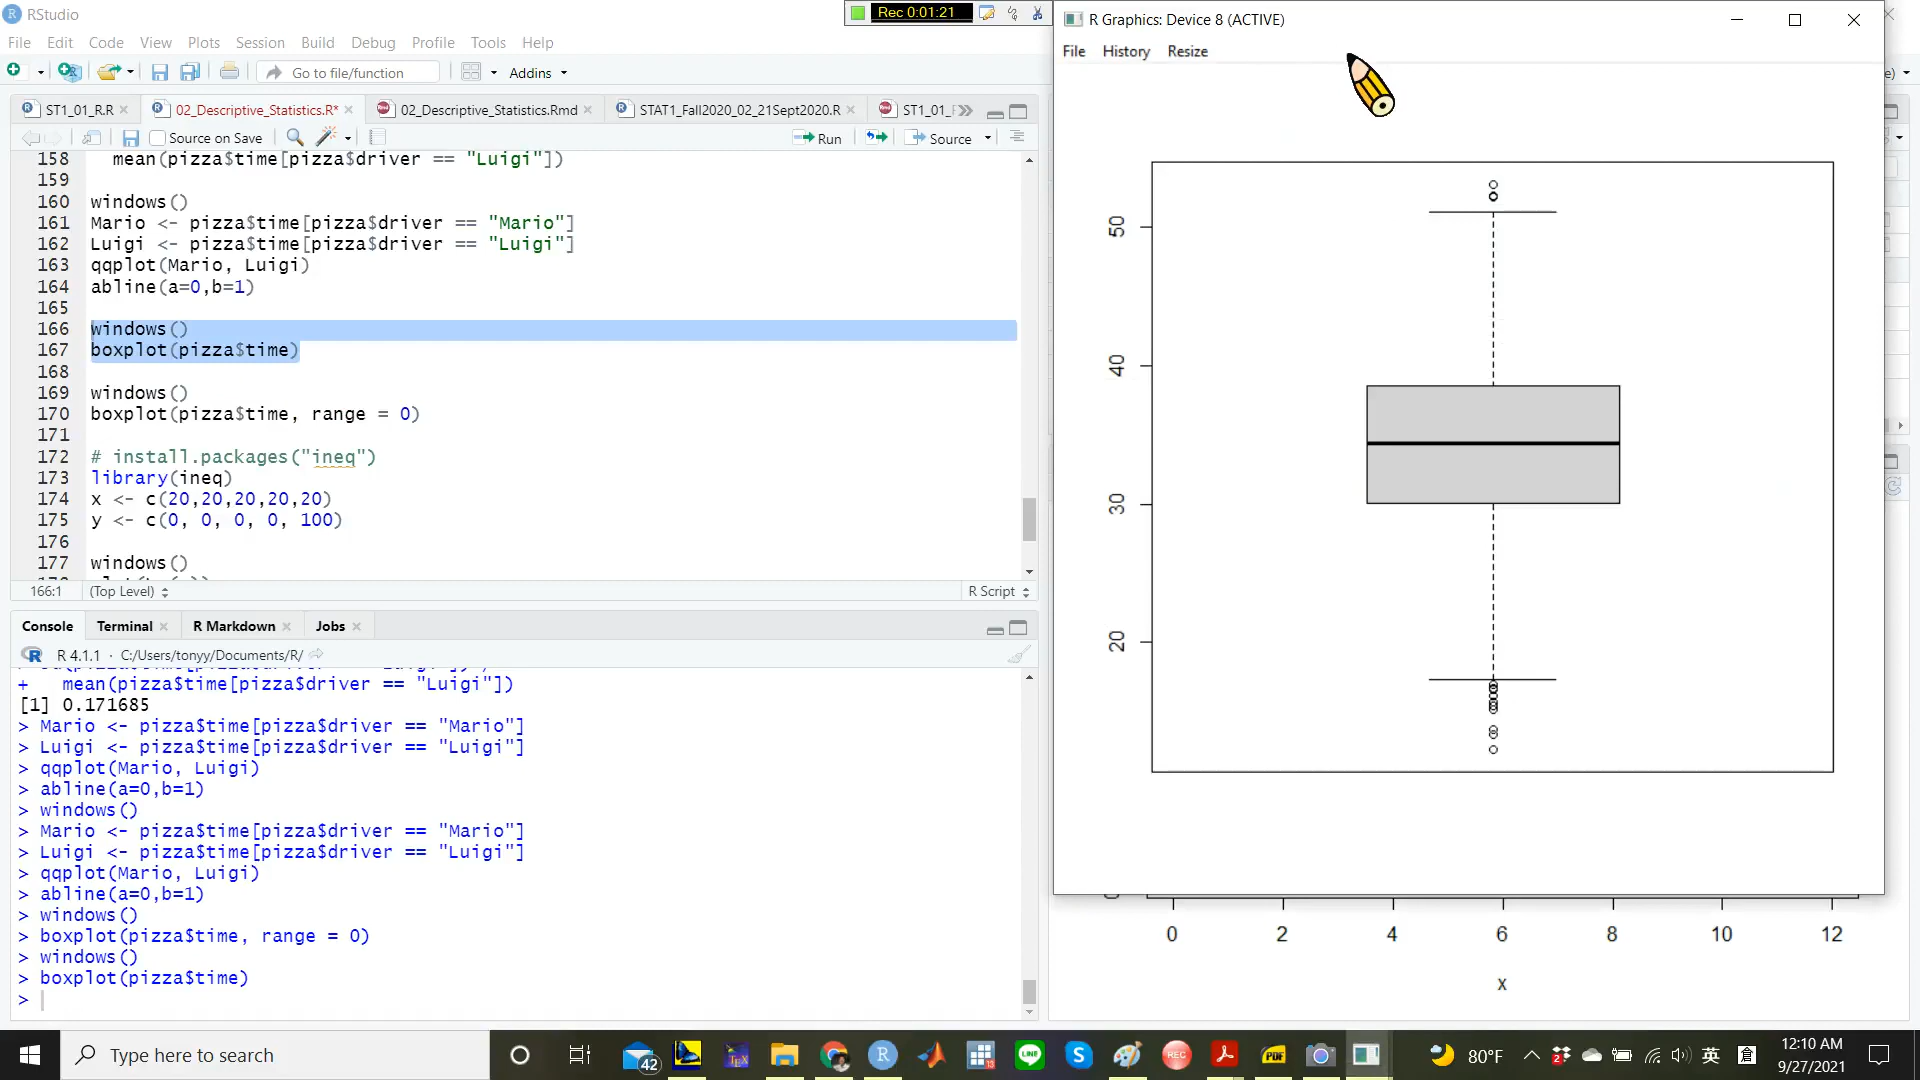 RStudio
Rec 0:01:21
File Edit Code View Plots Session Build Debug Profile Tools Help
Go to file/function
Addins
ST1_01_R.R
02_Descriptive_Statistics.R*
02_Descriptive_Statistics.Rmd
STAT1_Fall2020_02_21Sept2020.R
ST1_01_
Source on Save
Run
Source
158 mean(pizza$time[pizza$driver == "Luigi"])
159
160 windows()
161 Mario <- pizza$time[pizza$driver == "Mario"]
162 Luigi <- pizza$time[pizza$driver == "Luigi"]
163 qqplot(Mario, Luigi)
164 abline(a=0,b=1)
165
166 windows()
167 boxplot(pizza$time)
168
169 windows()
170 boxplot(pizza$time, range = 0)
171
172 # install.packages("ineq")
173 library(ineq)
174 x <- c(20,20,20,20,20)
175 y <- c(0, 0, 0, 0, 100)
176
177 windows()
166:1 (Top Level) R Script
Console Terminal R Markdown Jobs
R 4.1.1 · C:/Users/tonyy/Documents/R/
+ mean(pizza$time[pizza$driver == "Luigi"])
[1] 0.171685
> Mario <- pizza$time[pizza$driver == "Mario"]
> Luigi <- pizza$time[pizza$driver == "Luigi"]
> qqplot(Mario, Luigi)
> abline(a=0,b=1)
> windows()
> Mario <- pizza$time[pizza$driver == "Mario"]
> Luigi <- pizza$time[pizza$driver == "Luigi"]
> qqplot(Mario, Luigi)
> abline(a=0,b=1)
> windows()
> boxplot(pizza$time, range = 0)
> windows()
> boxplot(pizza$time)
>
R Graphics: Device 8 (ACTIVE)
File History Resize
50
40
30
20
0 2 4 6 8 10 12
x
Type here to search
42
REC
PDF
80°F
英
倉
12:10 AM
9/27/2021